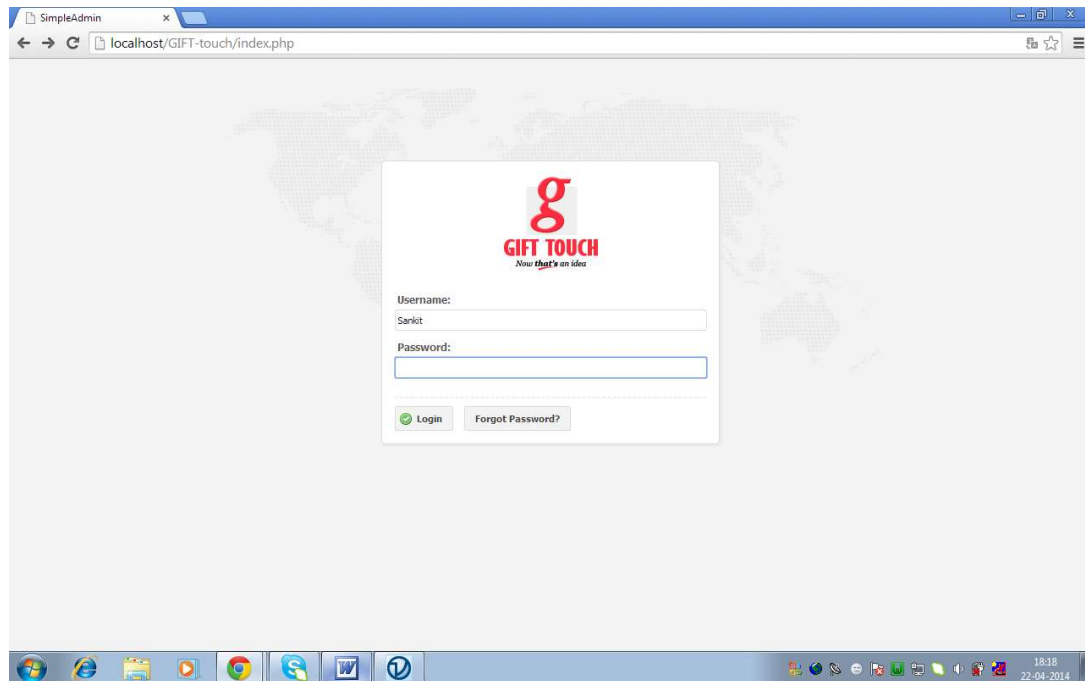 SimpleAdmin
localhost/GIFT-touch/index.php
g
GIFT TOUCH
Now that's an idea
Username:
Sankit
Password:
Login
Forgot Password?
W
18:18
22-04-2014